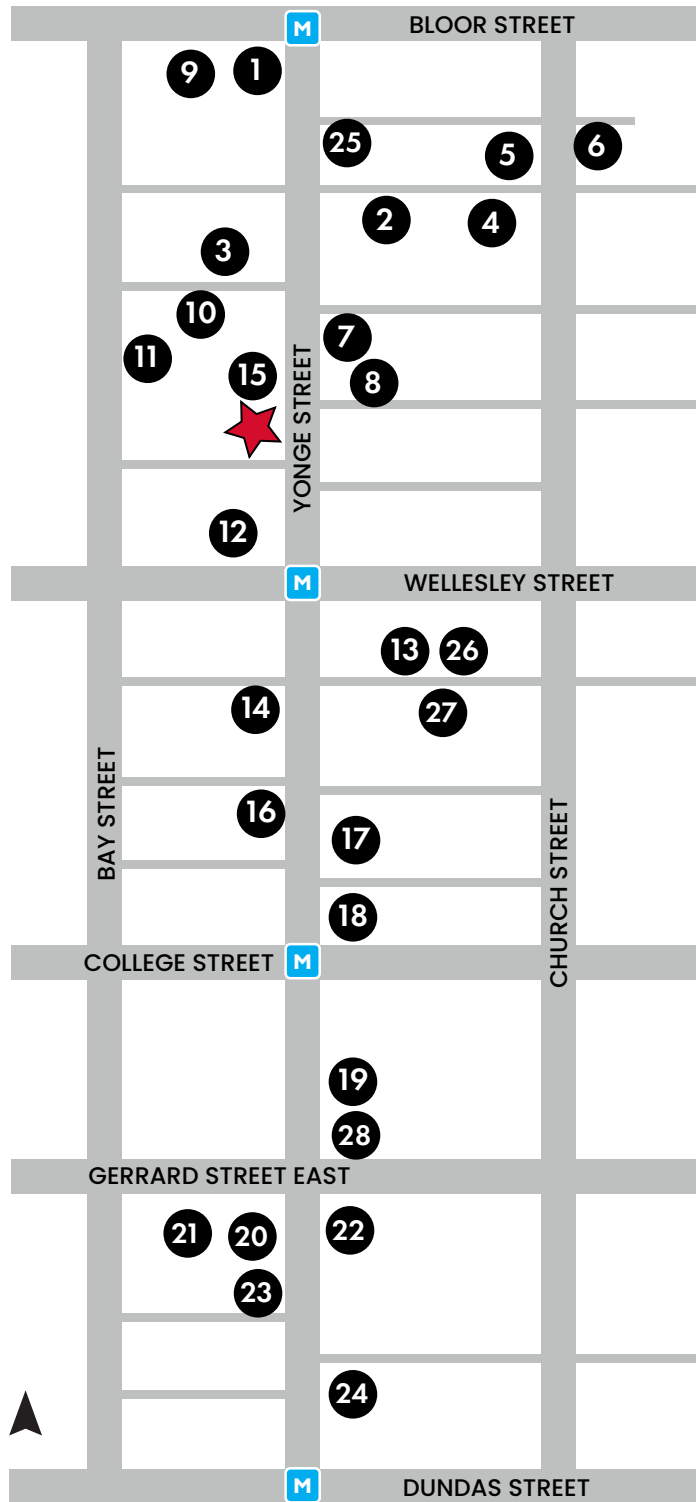 M
BLOOR STREET
9
1
25
5
6
2
4
3
10
7
11
15
8
YONGE STREET
12
M
WELLESLEY STREET
13
26
14
27
BAY STREET
16
17
CHURCH STREET
18
COLLEGE STREET
M
19
28
GERRARD STREET EAST
21
20
22
23
24
M
DUNDAS STREET